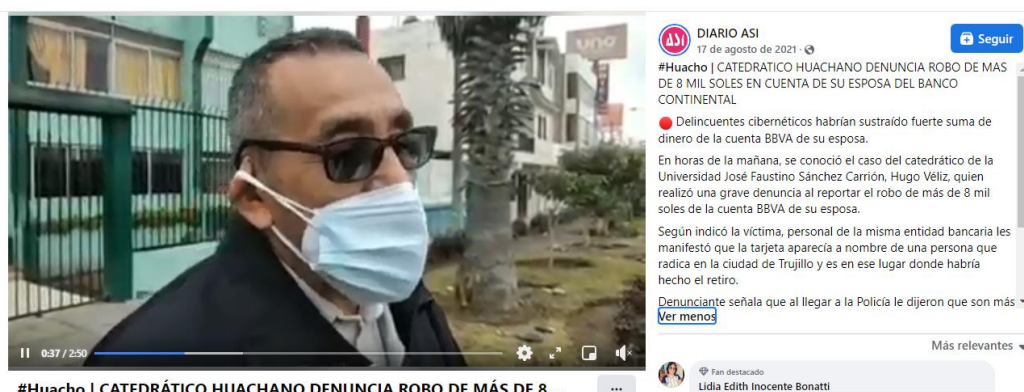 uno
0:37 / 2:50
#Huacho | CATEDRÁTICO HUACHANO DENUNCIA ROBO DE MÁS DE 8 ...
ASÍ
DIARIO ASI
17 de agosto de 2021
Seguir
#Huacho | CATEDRATICO HUACHANO DENUNCIA ROBO DE MAS
DE 8 MIL SOLES EN CUENTA DE SU ESPOSA DEL BANCO
CONTINENTAL
🔴 Delincuentes cibernéticos habrían sustraído fuerte suma de
dinero de la cuenta BBVA de su esposa.
En horas de la mañana, se conoció el caso del catedrático de la
Universidad José Faustino Sánchez Carrión, Hugo Véliz, quien
realizó una grave denuncia al reportar el robo de más de 8 mil
soles de la cuenta BBVA de su esposa.
Según indicó la víctima, personal de la misma entidad bancaria les
manifestó que la tarjeta aparecía a nombre de una persona que
radica en la ciudad de Trujillo y es en ese lugar donde habría
hecho el retiro.
Denunciante señala que al llegar a la Policía le dijeron que son más
Ver menos
Más relevantes
Fan destacado
Lidia Edith Inocente Bonatti